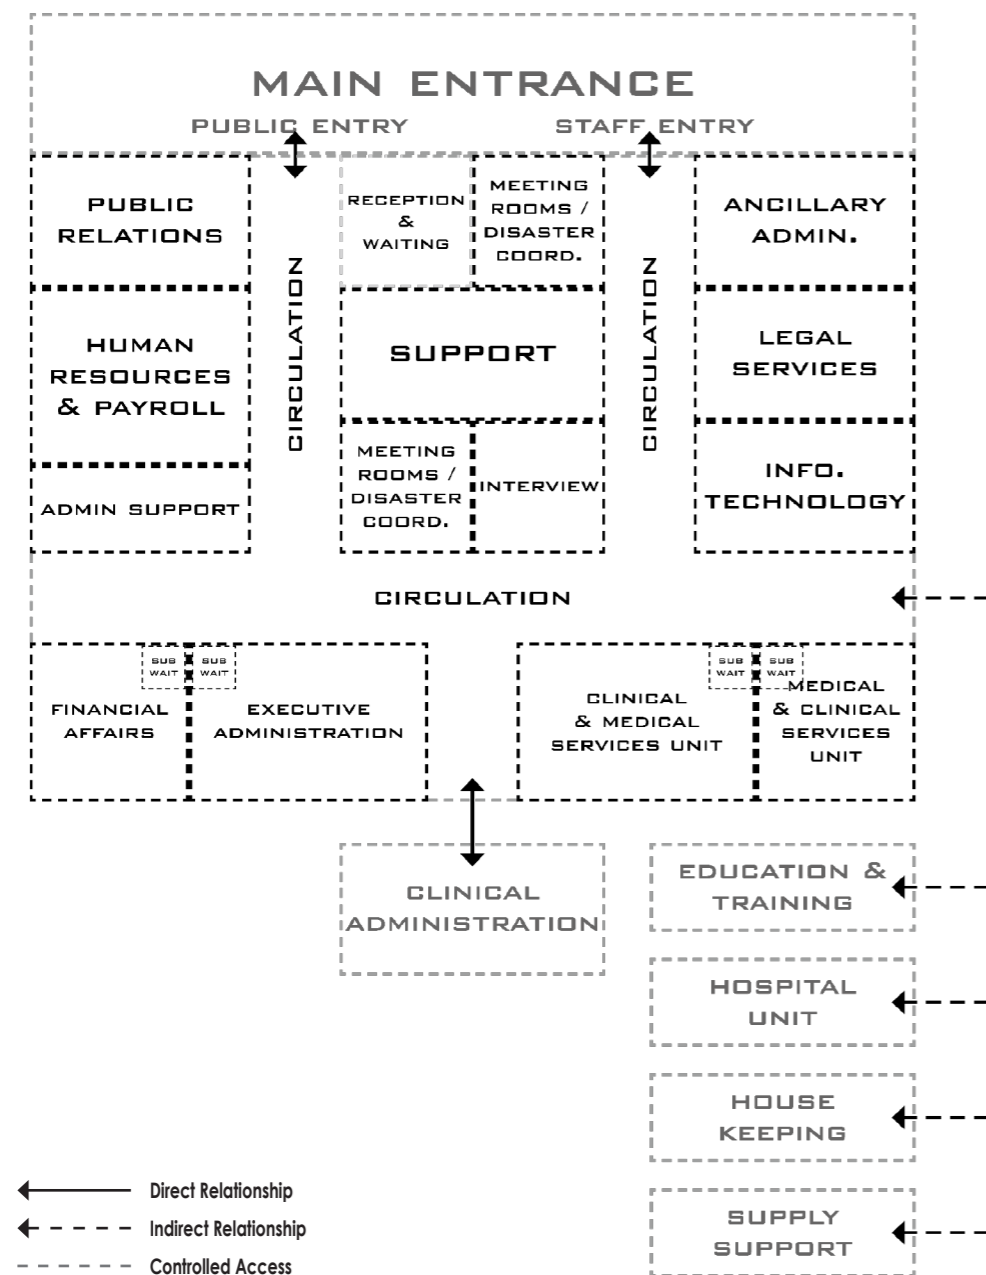 MAIN ENTRANCE
PUBLIC ENTRY
STAFF ENTRY
PUBLIC
RELATIONS
RECEPTION
&
WAITING
MEETING
ROOMS /
DISASTER
COORD.
ANCILLARY
ADMIN.
CIRCULATION
CIRCULATION
HUMAN
RESOURCES
& PAYROLL
SUPPORT
LEGAL
SERVICES
ADMIN SUPPORT
MEETING
ROOMS /
DISASTER
COORD.
INTERVIEW
INFO.
TECHNOLOGY
CIRCULATION
SUB
WAIT
SUB
WAIT
FINANCIAL
AFFAIRS
EXECUTIVE
ADMINISTRATION
SUB
WAIT
SUB
WAIT
CLINICAL
& MEDICAL
SERVICES UNIT
MEDICAL
& CLINICAL
SERVICES
UNIT
CLINICAL
ADMINISTRATION
EDUCATION &
TRAINING
HOSPITAL
UNIT
HOUSE
KEEPING
SUPPLY
SUPPORT
Direct Relationship
Indirect Relationship
Controlled Access